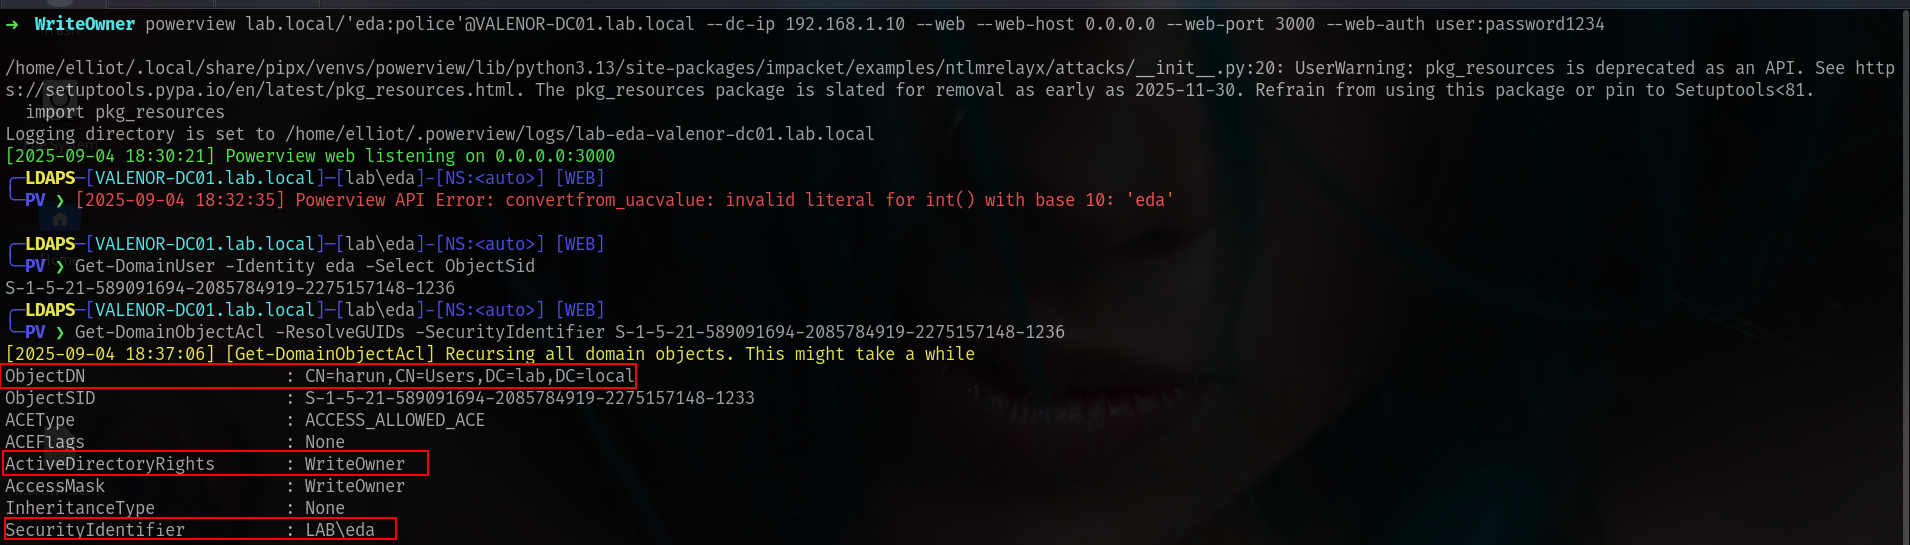 ➜  WriteOwner powerview lab.local/'eda:police'@VALENOR-DC01.lab.local --dc-ip 192.168.1.10 --web --web-host 0.0.0.0 --web-port 3000 --web-auth user:password1234
/home/elliot/.local/share/pipx/venvs/powerview/lib/python3.13/site-packages/impacket/examples/ntlmrelayx/attacks/__init__.py:20: UserWarning: pkg_resources is deprecated as an API. See http
s://setuptools.pypa.io/en/latest/pkg_resources.html. The pkg_resources package is slated for removal as early as 2025-11-30. Refrain from using this package or pin to Setuptools<81.
  import pkg_resources
Logging directory is set to /home/elliot/.powerview/logs/lab-eda-valenor-dc01.lab.local
[2025-09-04 18:30:21] Powerview web listening on 0.0.0.0:3000
╭─LDAPS─[VALENOR-DC01.lab.local]─[lab\eda]-[NS:<auto>] [WEB]
╰─PV ❯ [2025-09-04 18:32:35] Powerview API Error: convertfrom_uacvalue: invalid literal for int() with base 10: 'eda'
╭─LDAPS─[VALENOR-DC01.lab.local]─[lab\eda]-[NS:<auto>] [WEB]
╰─PV ❯ Get-DomainUser -Identity eda -Select ObjectSid
S-1-5-21-589091694-2085784919-2275157148-1236
╭─LDAPS─[VALENOR-DC01.lab.local]─[lab\eda]-[NS:<auto>] [WEB]
╰─PV ❯ Get-DomainObjectAcl -ResolveGUIDs -SecurityIdentifier S-1-5-21-589091694-2085784919-2275157148-1236
[2025-09-04 18:37:06] [Get-DomainObjectAcl] Recursing all domain objects. This might take a while
ObjectDN                    : CN=harun,CN=Users,DC=lab,DC=local
ObjectSID                   : S-1-5-21-589091694-2085784919-2275157148-1233
ACEType                     : ACCESS_ALLOWED_ACE
ACEFlags                    : None
ActiveDirectoryRights       : WriteOwner
AccessMask                  : WriteOwner
InheritanceType             : None
SecurityIdentifier          : LAB\eda